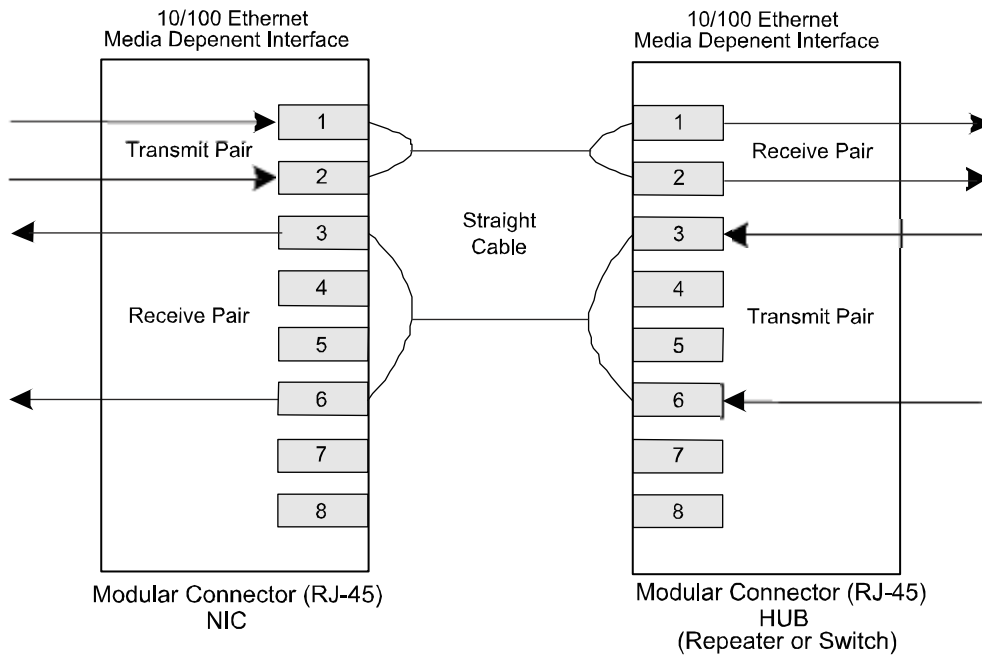 10/100 Ethernet
Media Depenent Interface
10/100 Ethernet
Media Depenent Interface
1
Transmit Pair
2
3
4
Receive Pair
5
6
7
8
Straight
Cable
1
Receive Pair
2
3
4
Transmit Pair
5
6
7
8
Modular Connector (RJ-45)
NIC
Modular Connector (RJ-45)
HUB
(Repeater or Switch)